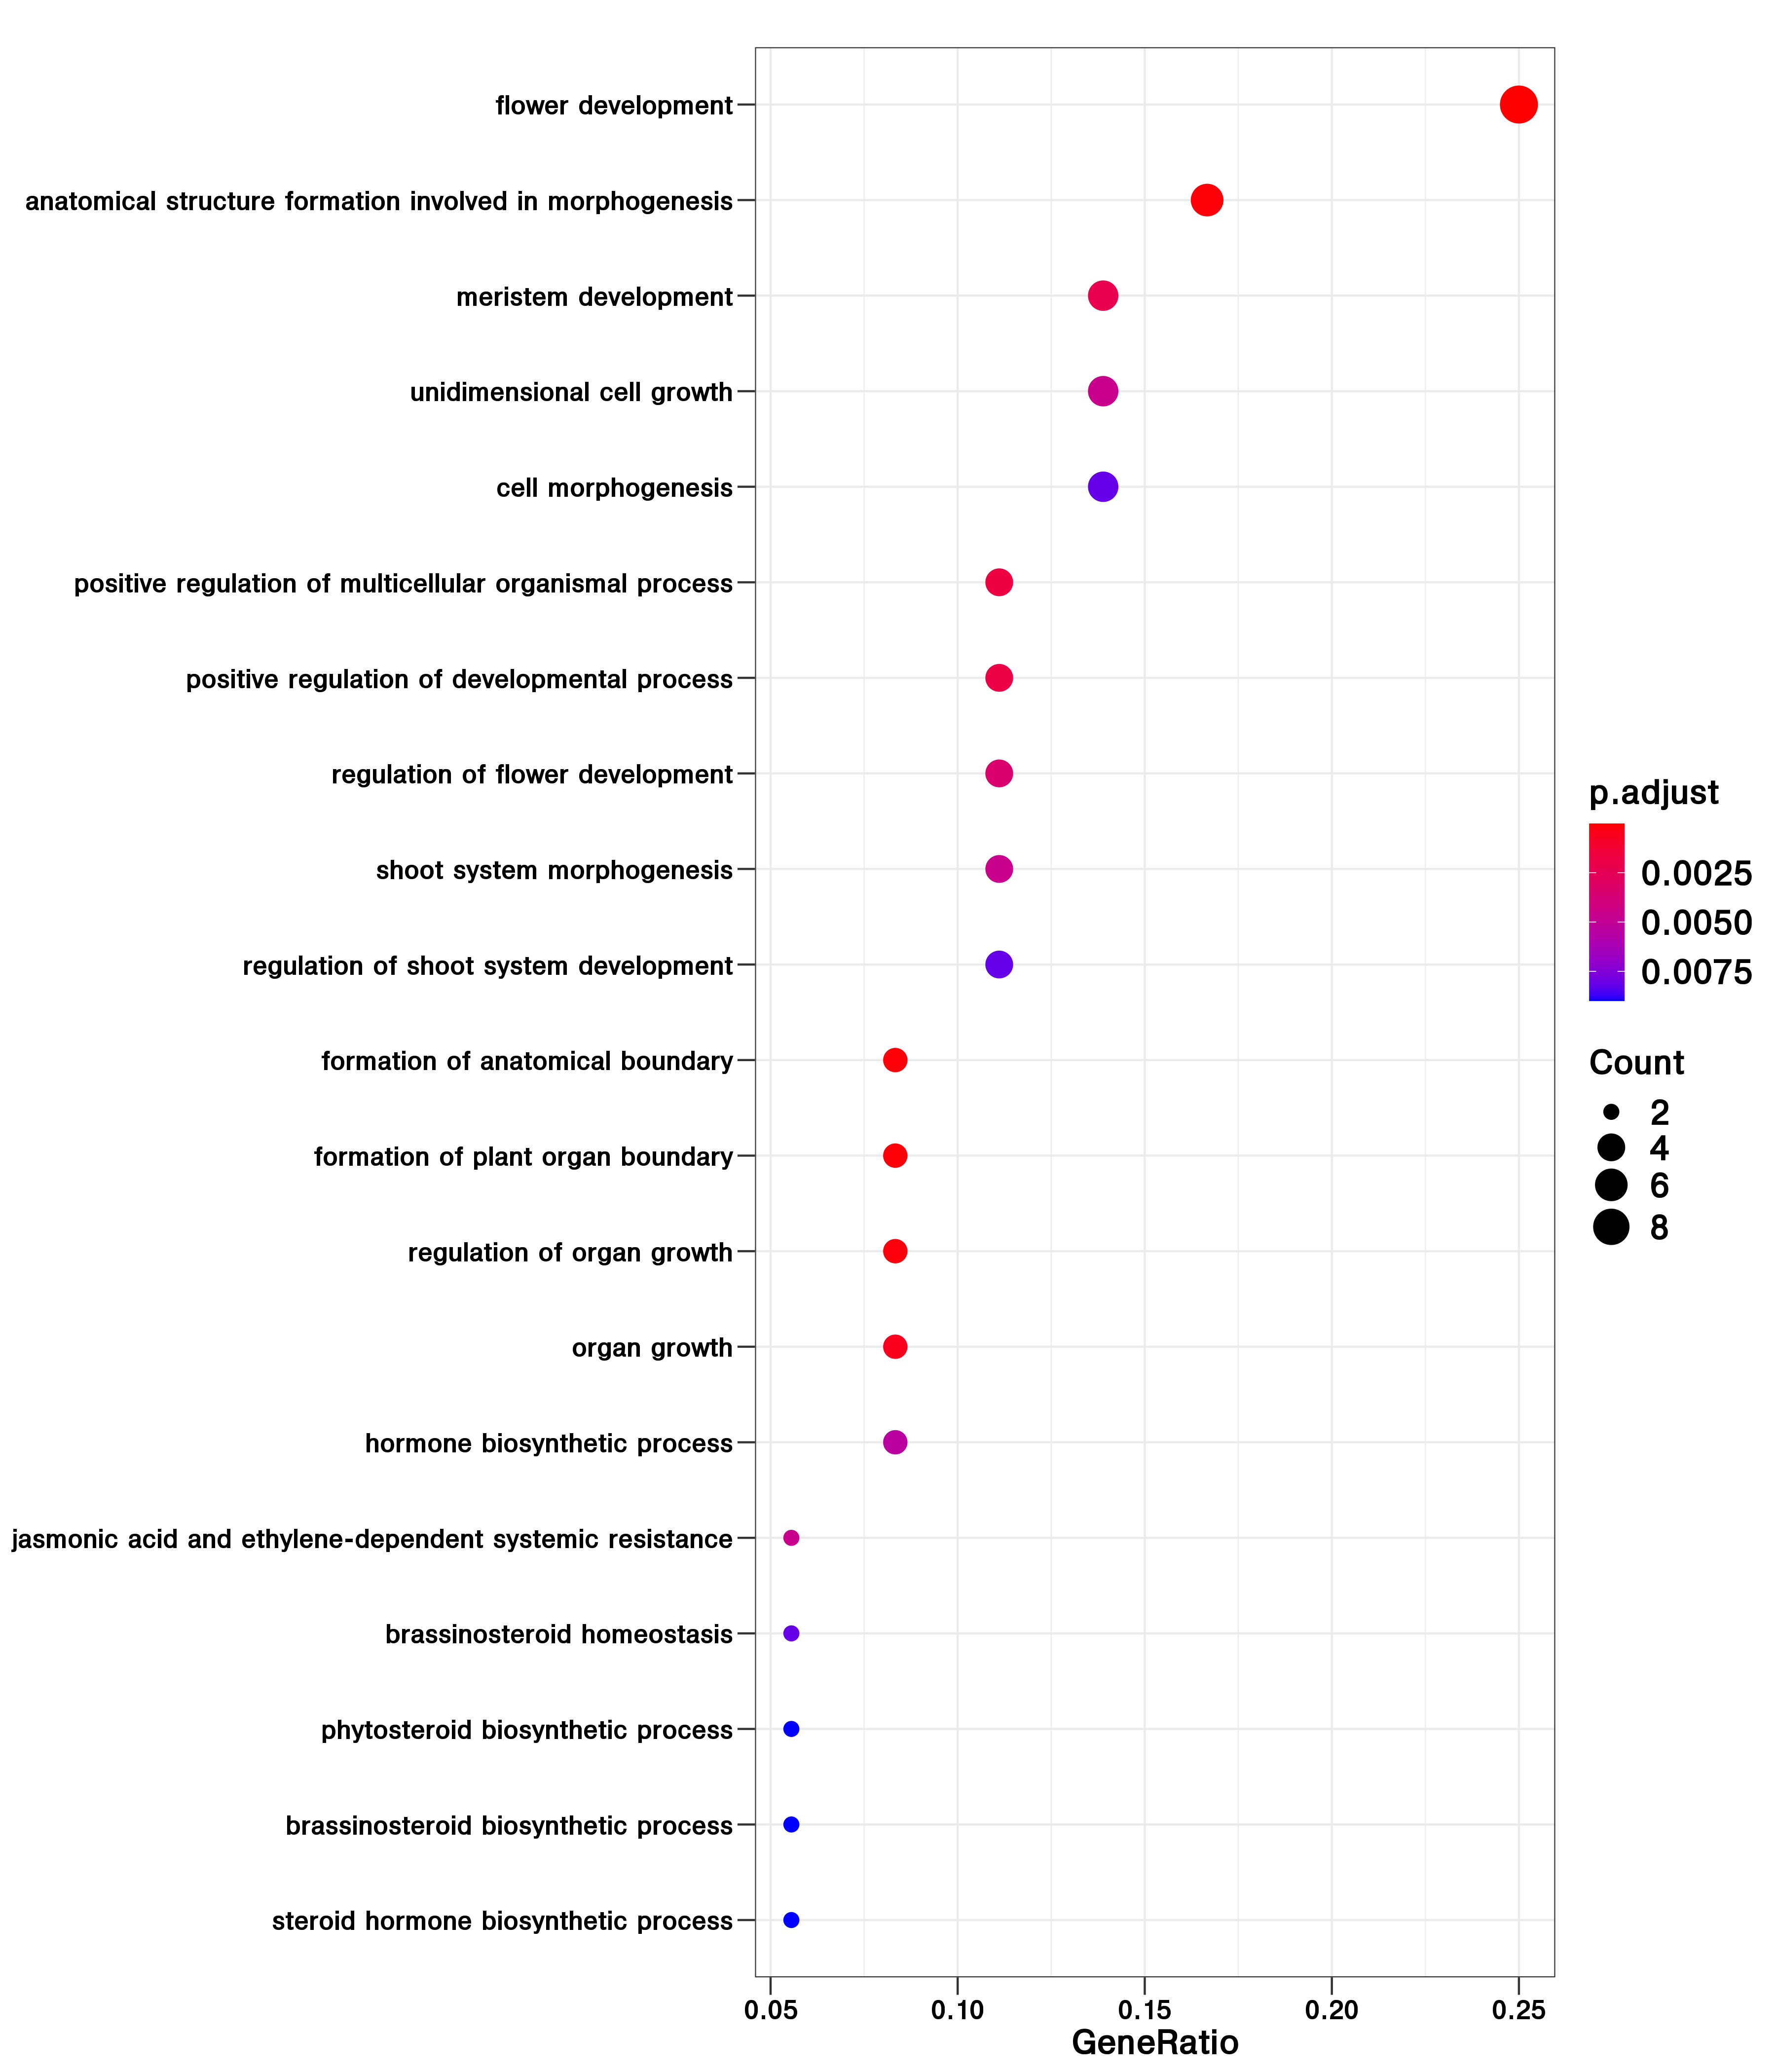 flower development
anatomical structure formation involved in morphogenesis
meristem development
unidimensional cell growth
cell morphogenesis
positive regulation of multicellular organismal process
positive regulation of developmental process
regulation of flower development
shoot system morphogenesis
regulation of shoot system development
formation of anatomical boundary
formation of plant organ boundary
regulation of organ growth
organ growth
hormone biosynthetic process
jasmonic acid and ethylene-dependent systemic resistance
brassinosteroid homeostasis
phytosteroid biosynthetic process
brassinosteroid biosynthetic process
steroid hormone biosynthetic process
0.05 0.10 0.15 0.20 0.25
GeneRatio
p.adjust
0.0025
0.0050
0.0075
Count
2
4
6
8